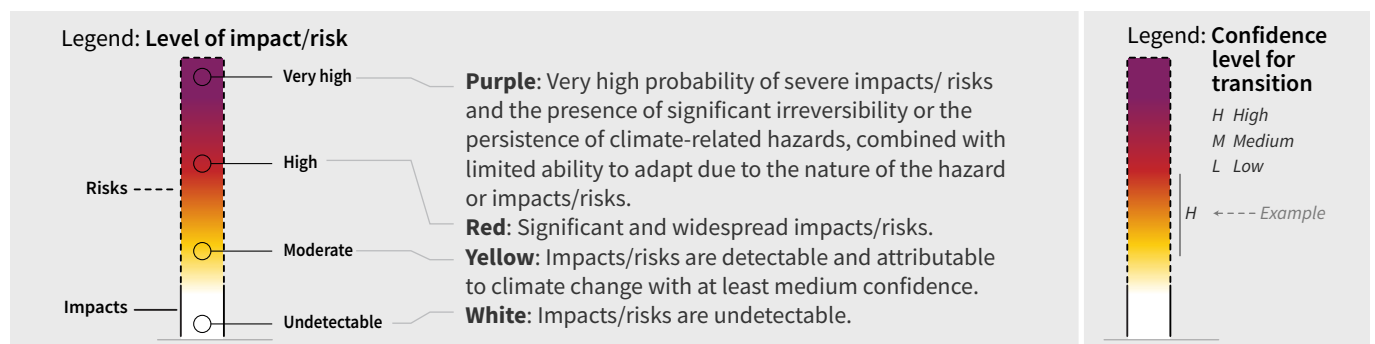 Legend: Level of impact/risk
Very high
High
Risks
Moderate
Impacts
Undetectable
Purple: Very high probability of severe impacts/ risks
and the presence of significant irreversibility or the
persistence of climate-related hazards, combined with
limited ability to adapt due to the nature of the hazard
or impacts/risks.
Red: Significant and widespread impacts/risks.
Yellow: Impacts/risks are detectable and attributable
to climate change with at least medium confidence.
White: Impacts/risks are undetectable.
Legend: Confidence
level for
transition
H High
M Medium
L Low
H
Example